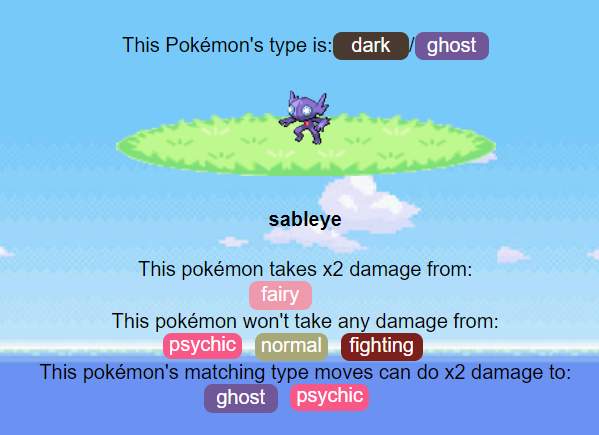 This Pokémon's type is: dark / ghost
sableye
This pokémon takes x2 damage from:
fairy
This pokémon won't take any damage from:
psychic normal fighting
This pokémon's matching type moves can do x2 damage to:
ghost psychic